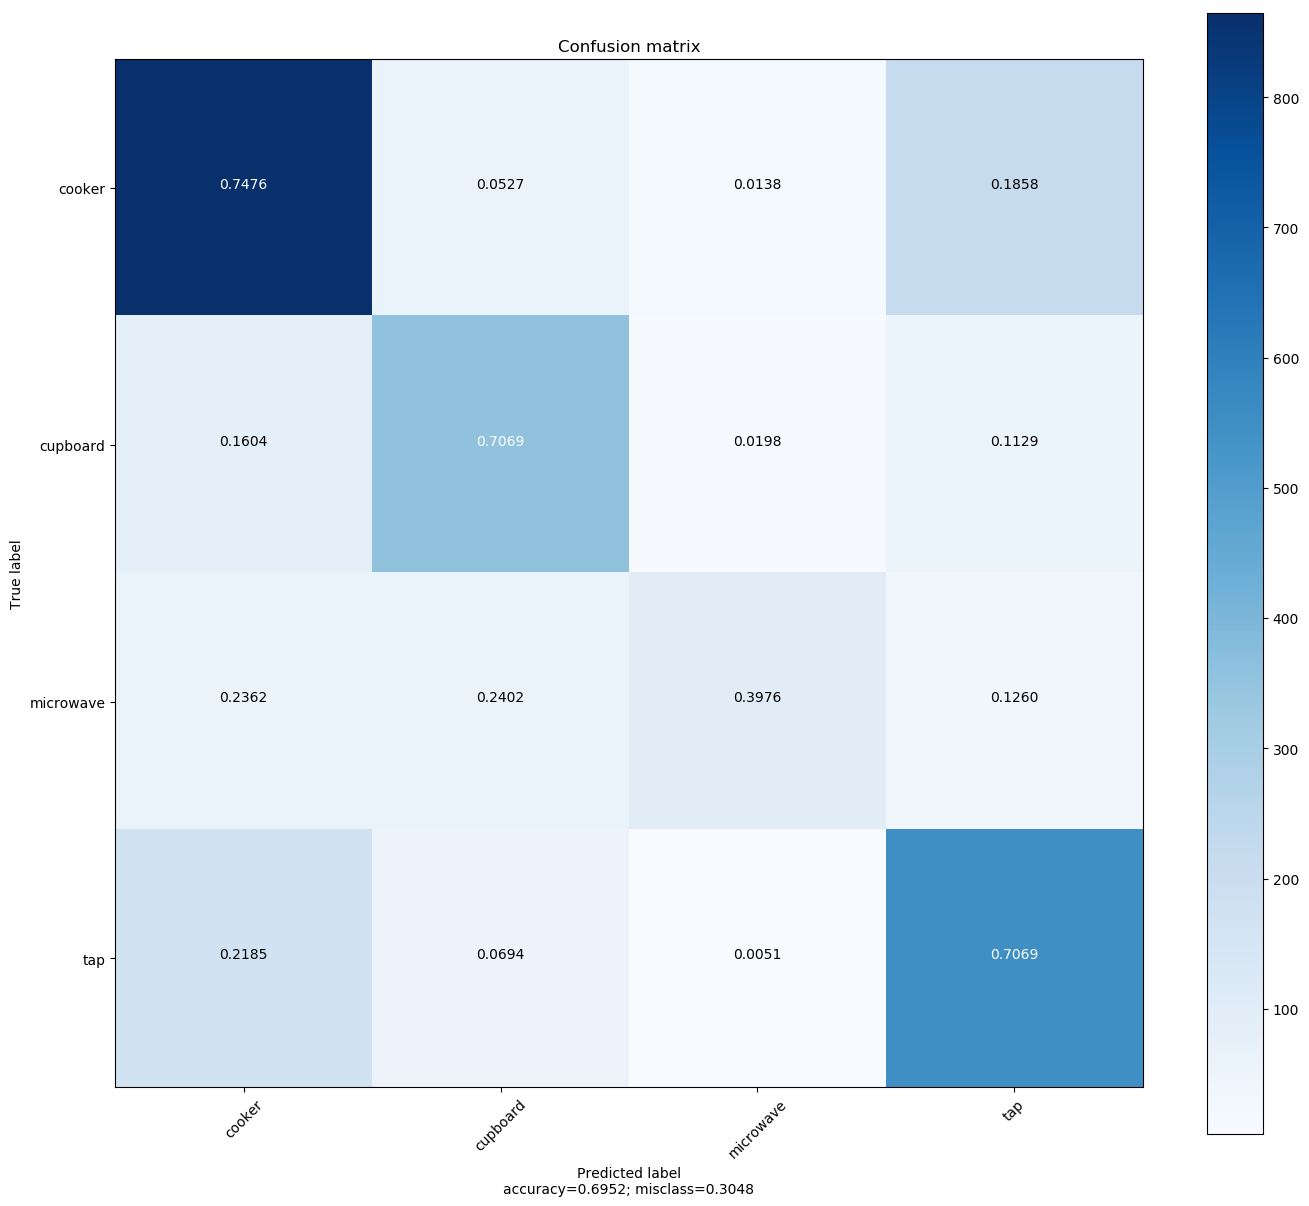 Confusion matrix
cooker 0.7476 0.0527 0.0138 0.1858
cupboard 0.1604 0.7069 0.0198 0.1129
microwave 0.2362 0.2402 0.3976 0.1260
tap 0.2185 0.0694 0.0051 0.7069
True label
cooker cupboard microwave tap
Predicted label
accuracy=0.6952; misclass=0.3048
800
700
600
500
400
300
200
100